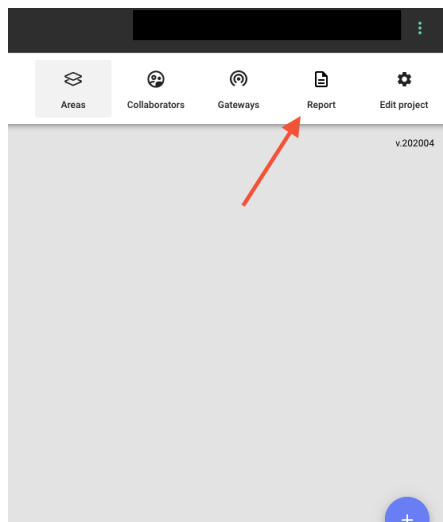 Areas
Collaborators
Gateways
Report
Edit project
v.202004